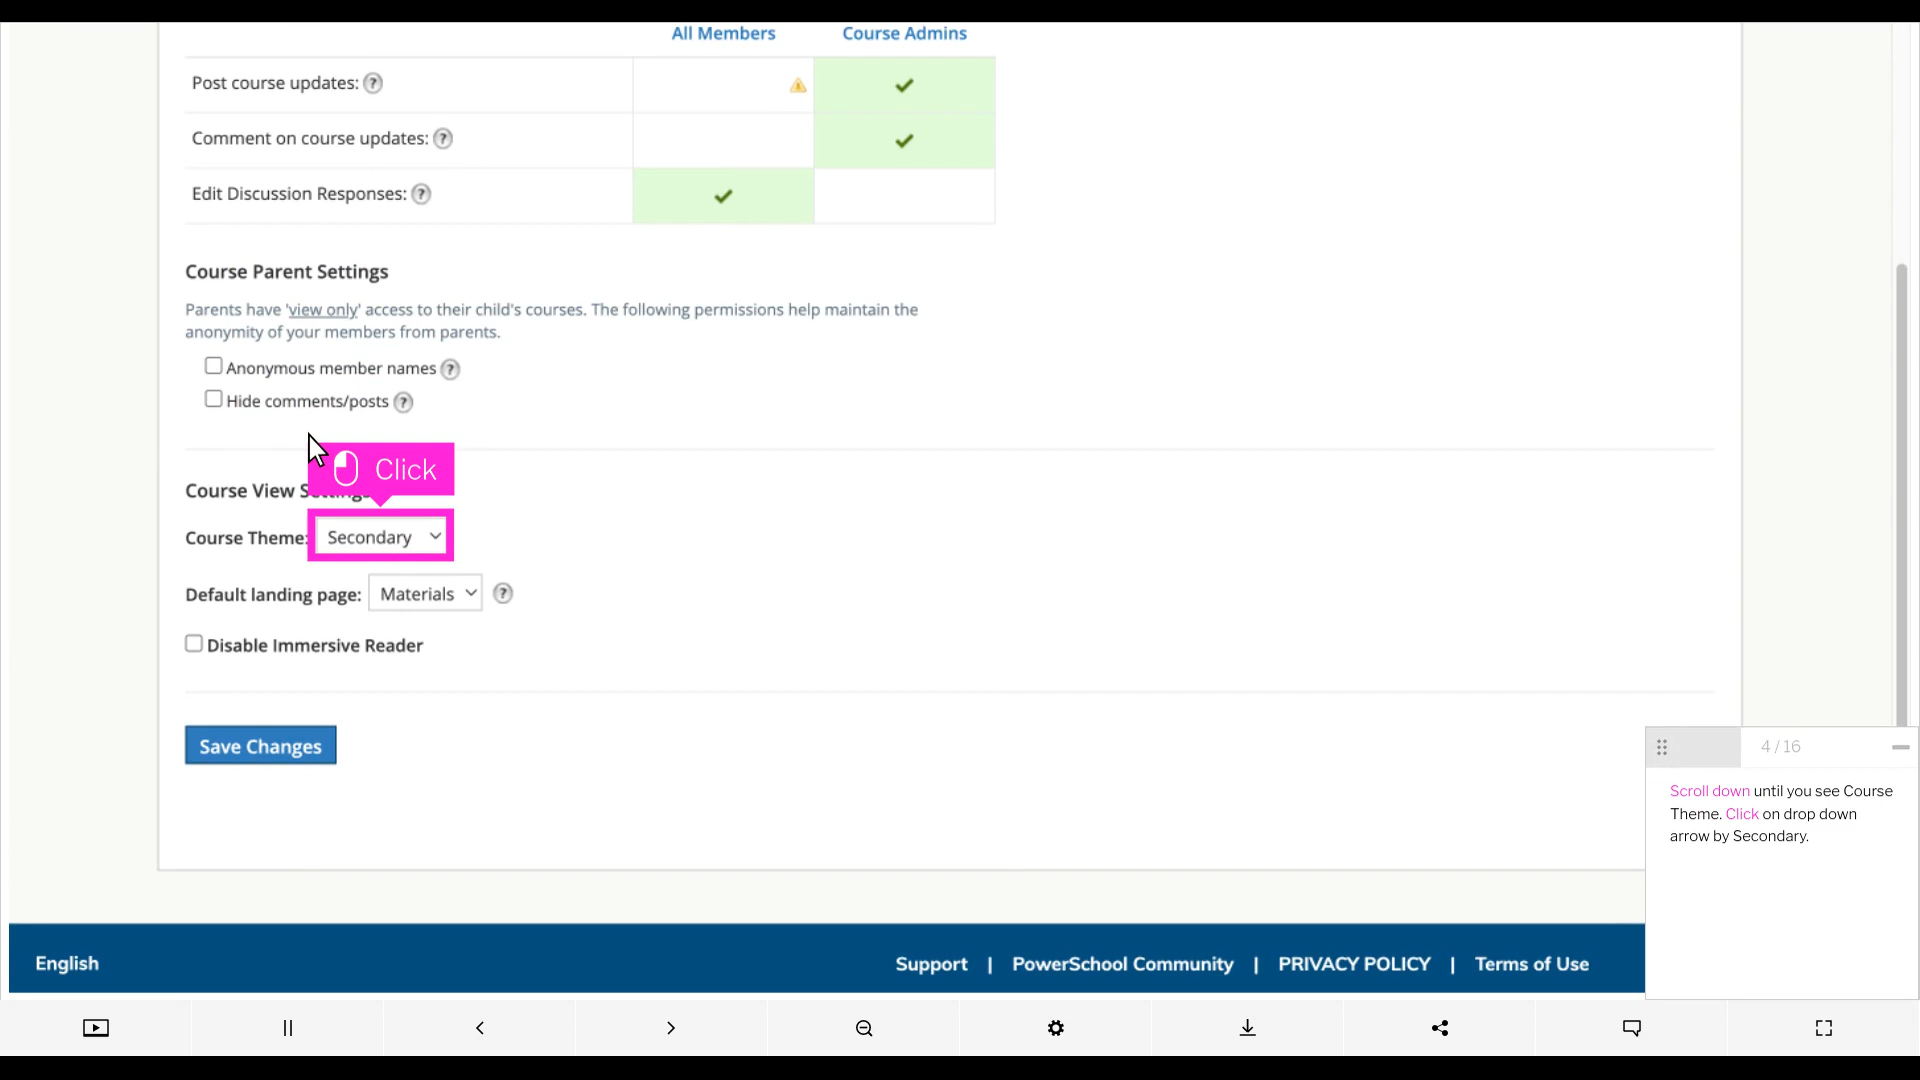 All Members Course Admins
Post course updates: ?
Comment on course updates: ?
Edit Discussion Responses: ?
Course Parent Settings
Parents have 'view only' access to their child's courses. The following permissions help maintain the
anonymity of your members from parents.
Anonymous member names ?
Hide comments/posts ?
Click
Course View Settings
Course Theme: Secondary
Default landing page: Materials ?
Disable Immersive Reader
Save Changes
4 / 16
Scroll down until you see Course
Theme. Click on drop down
arrow by Secondary.
English Support | PowerSchool Community | PRIVACY POLICY | Terms of Use